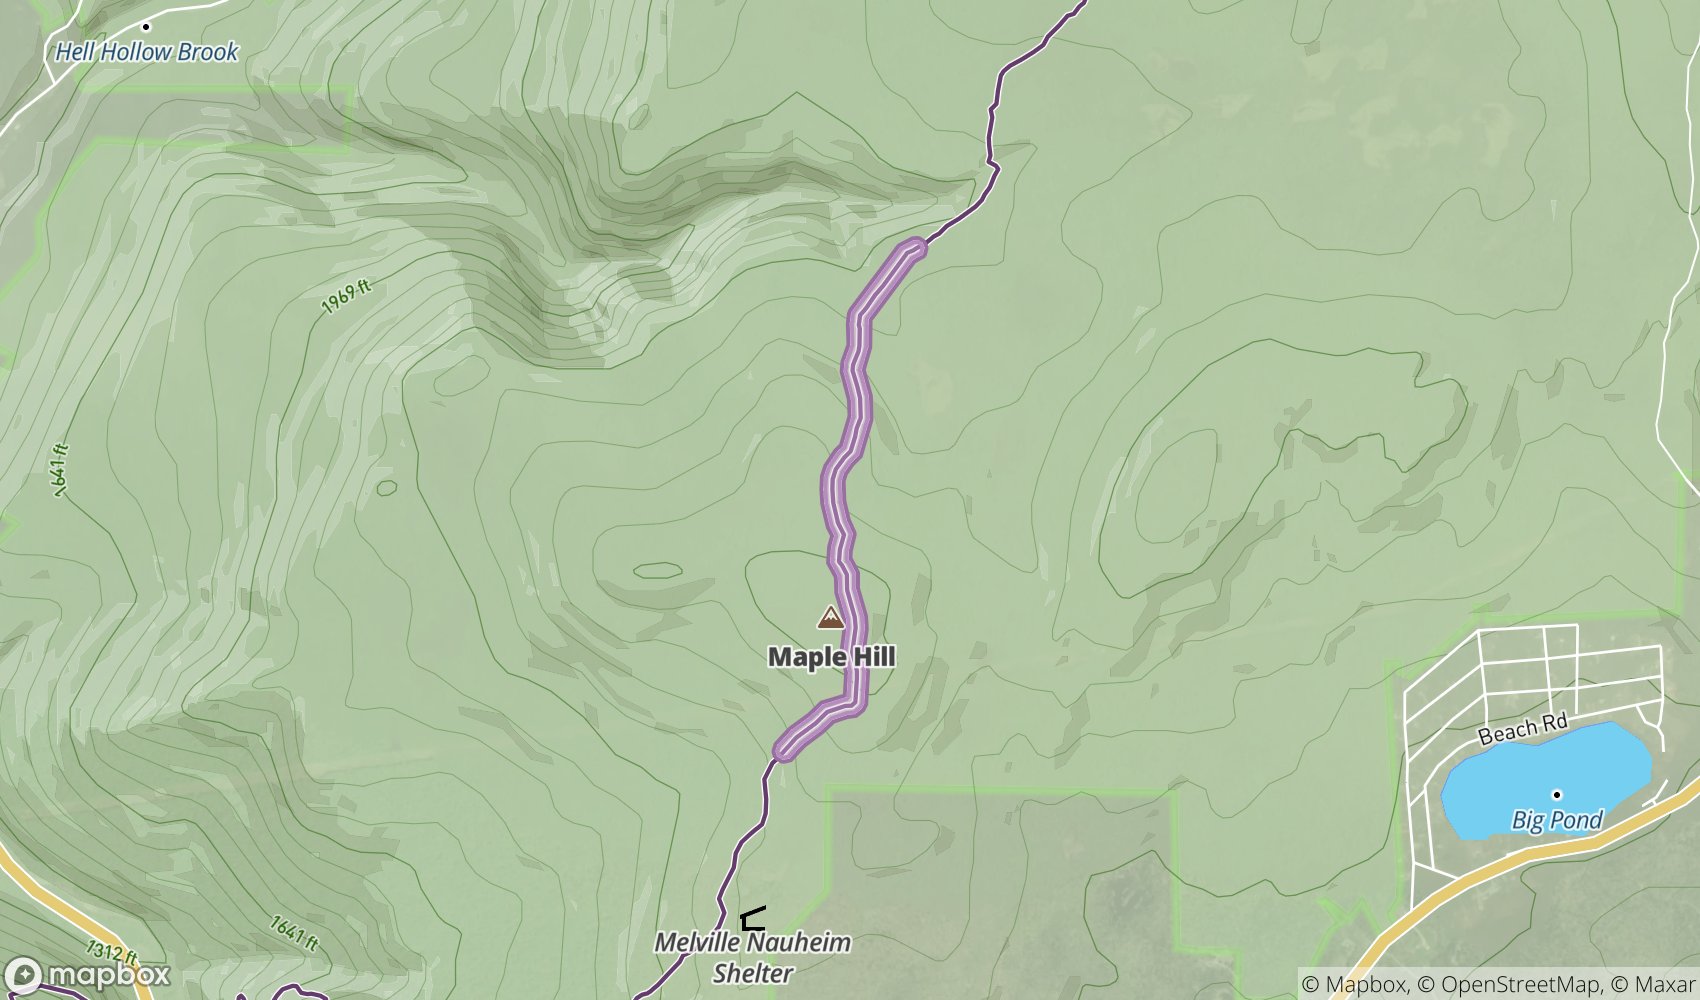 Hell Hollow Brook
1969 ft
1641 ft
Maple Hill
Beach Rd
Big Pond
1641 ft
1312 ft
Melville Nauheim
Shelter
mapbox
© Mapbox, © OpenStreetMap, © Maxar